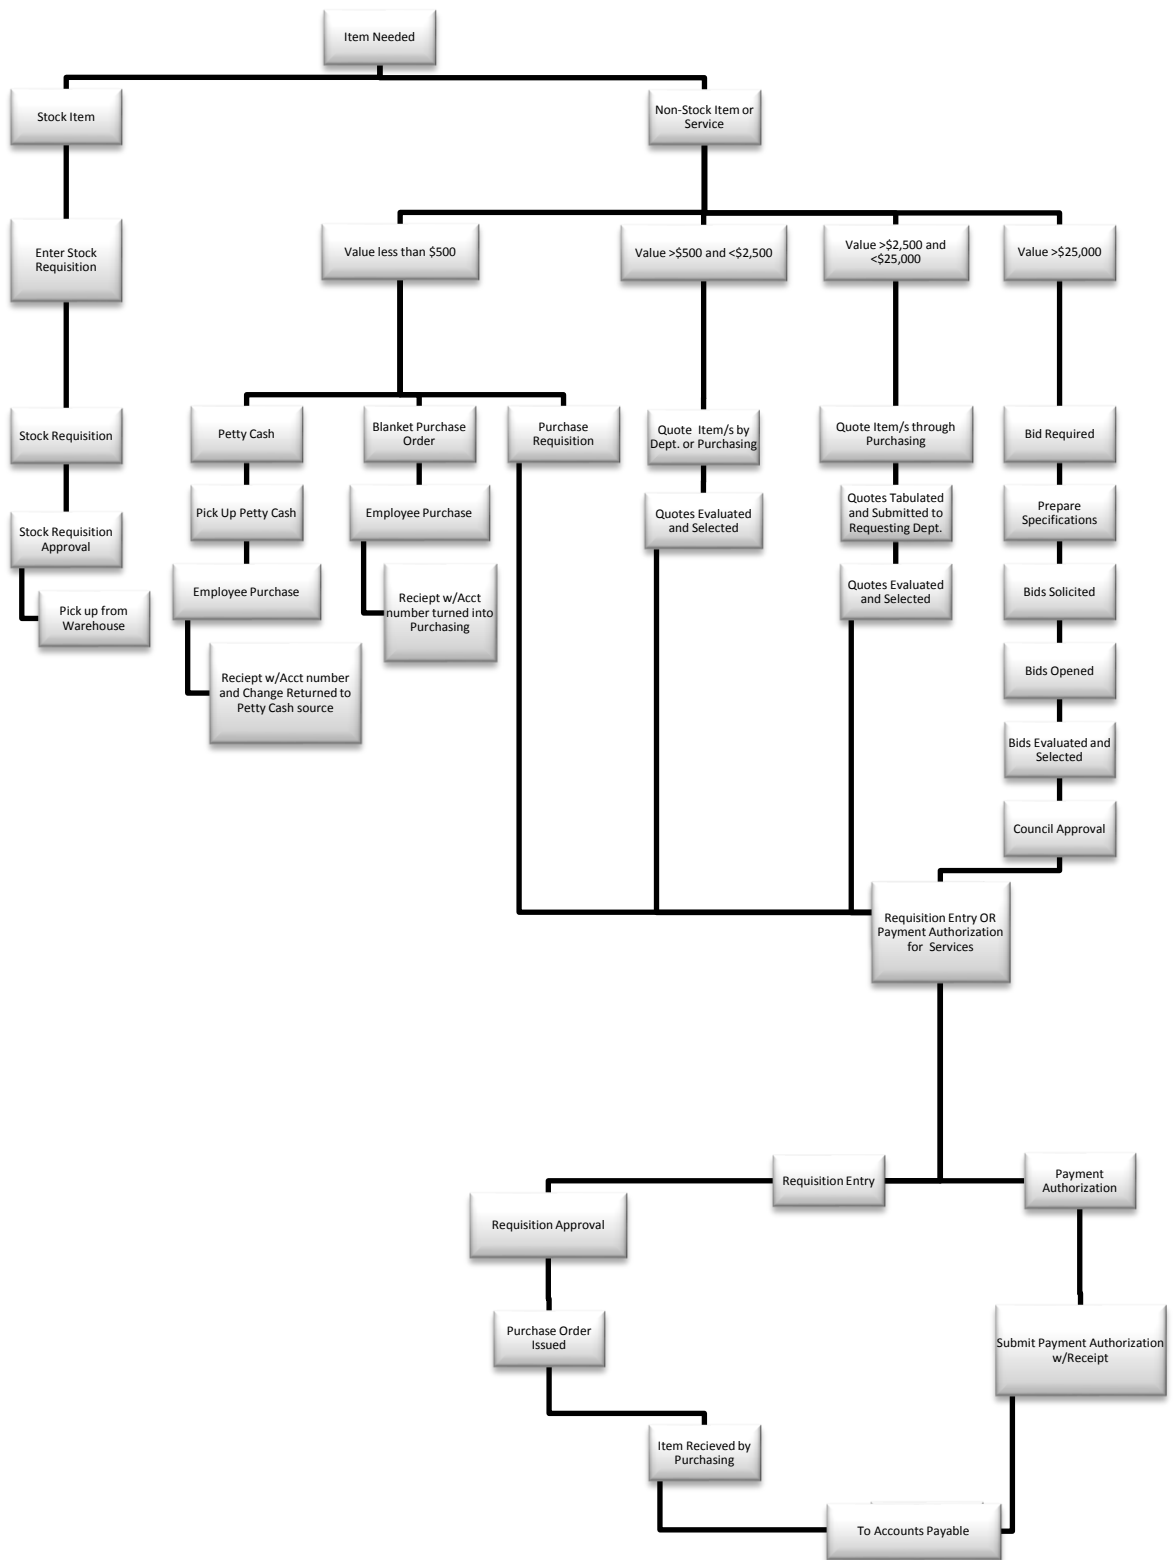 Item Needed
Stock Item
Non-Stock Item or
Service
Enter Stock
Requisition
Value less than $500
Value >$500 and <$2,500
Value >$2,500 and
<$25,000
Value >$25,000
Stock Requisition
Petty Cash
Blanket Purchase
Order
Purchase
Requisition
Quote  Item/s by
Dept. or Purchasing
Quote Item/s through
Purchasing
Bid Required
Stock Requisition
Approval
Pick Up Petty Cash
Employee Purchase
Quotes Evaluated
and Selected
Quotes Tabulated
and Submitted to
Requesting Dept.
Prepare
Specifications
Pick up from
Warehouse
Employee Purchase
Reciept w/Acct
number turned into
Purchasing
Quotes Evaluated
and Selected
Bids Solicited
Reciept w/Acct number
and Change Returned to
Petty Cash source
Bids Opened
Bids Evaluated and
Selected
Council Approval
Requisition Entry OR
Payment Authorization
for  Services
Requisition Entry
Payment
Authorization
Requisition Approval
Purchase Order
Issued
Submit Payment Authorization
w/Receipt
Item Recieved by
Purchasing
To Accounts Payable